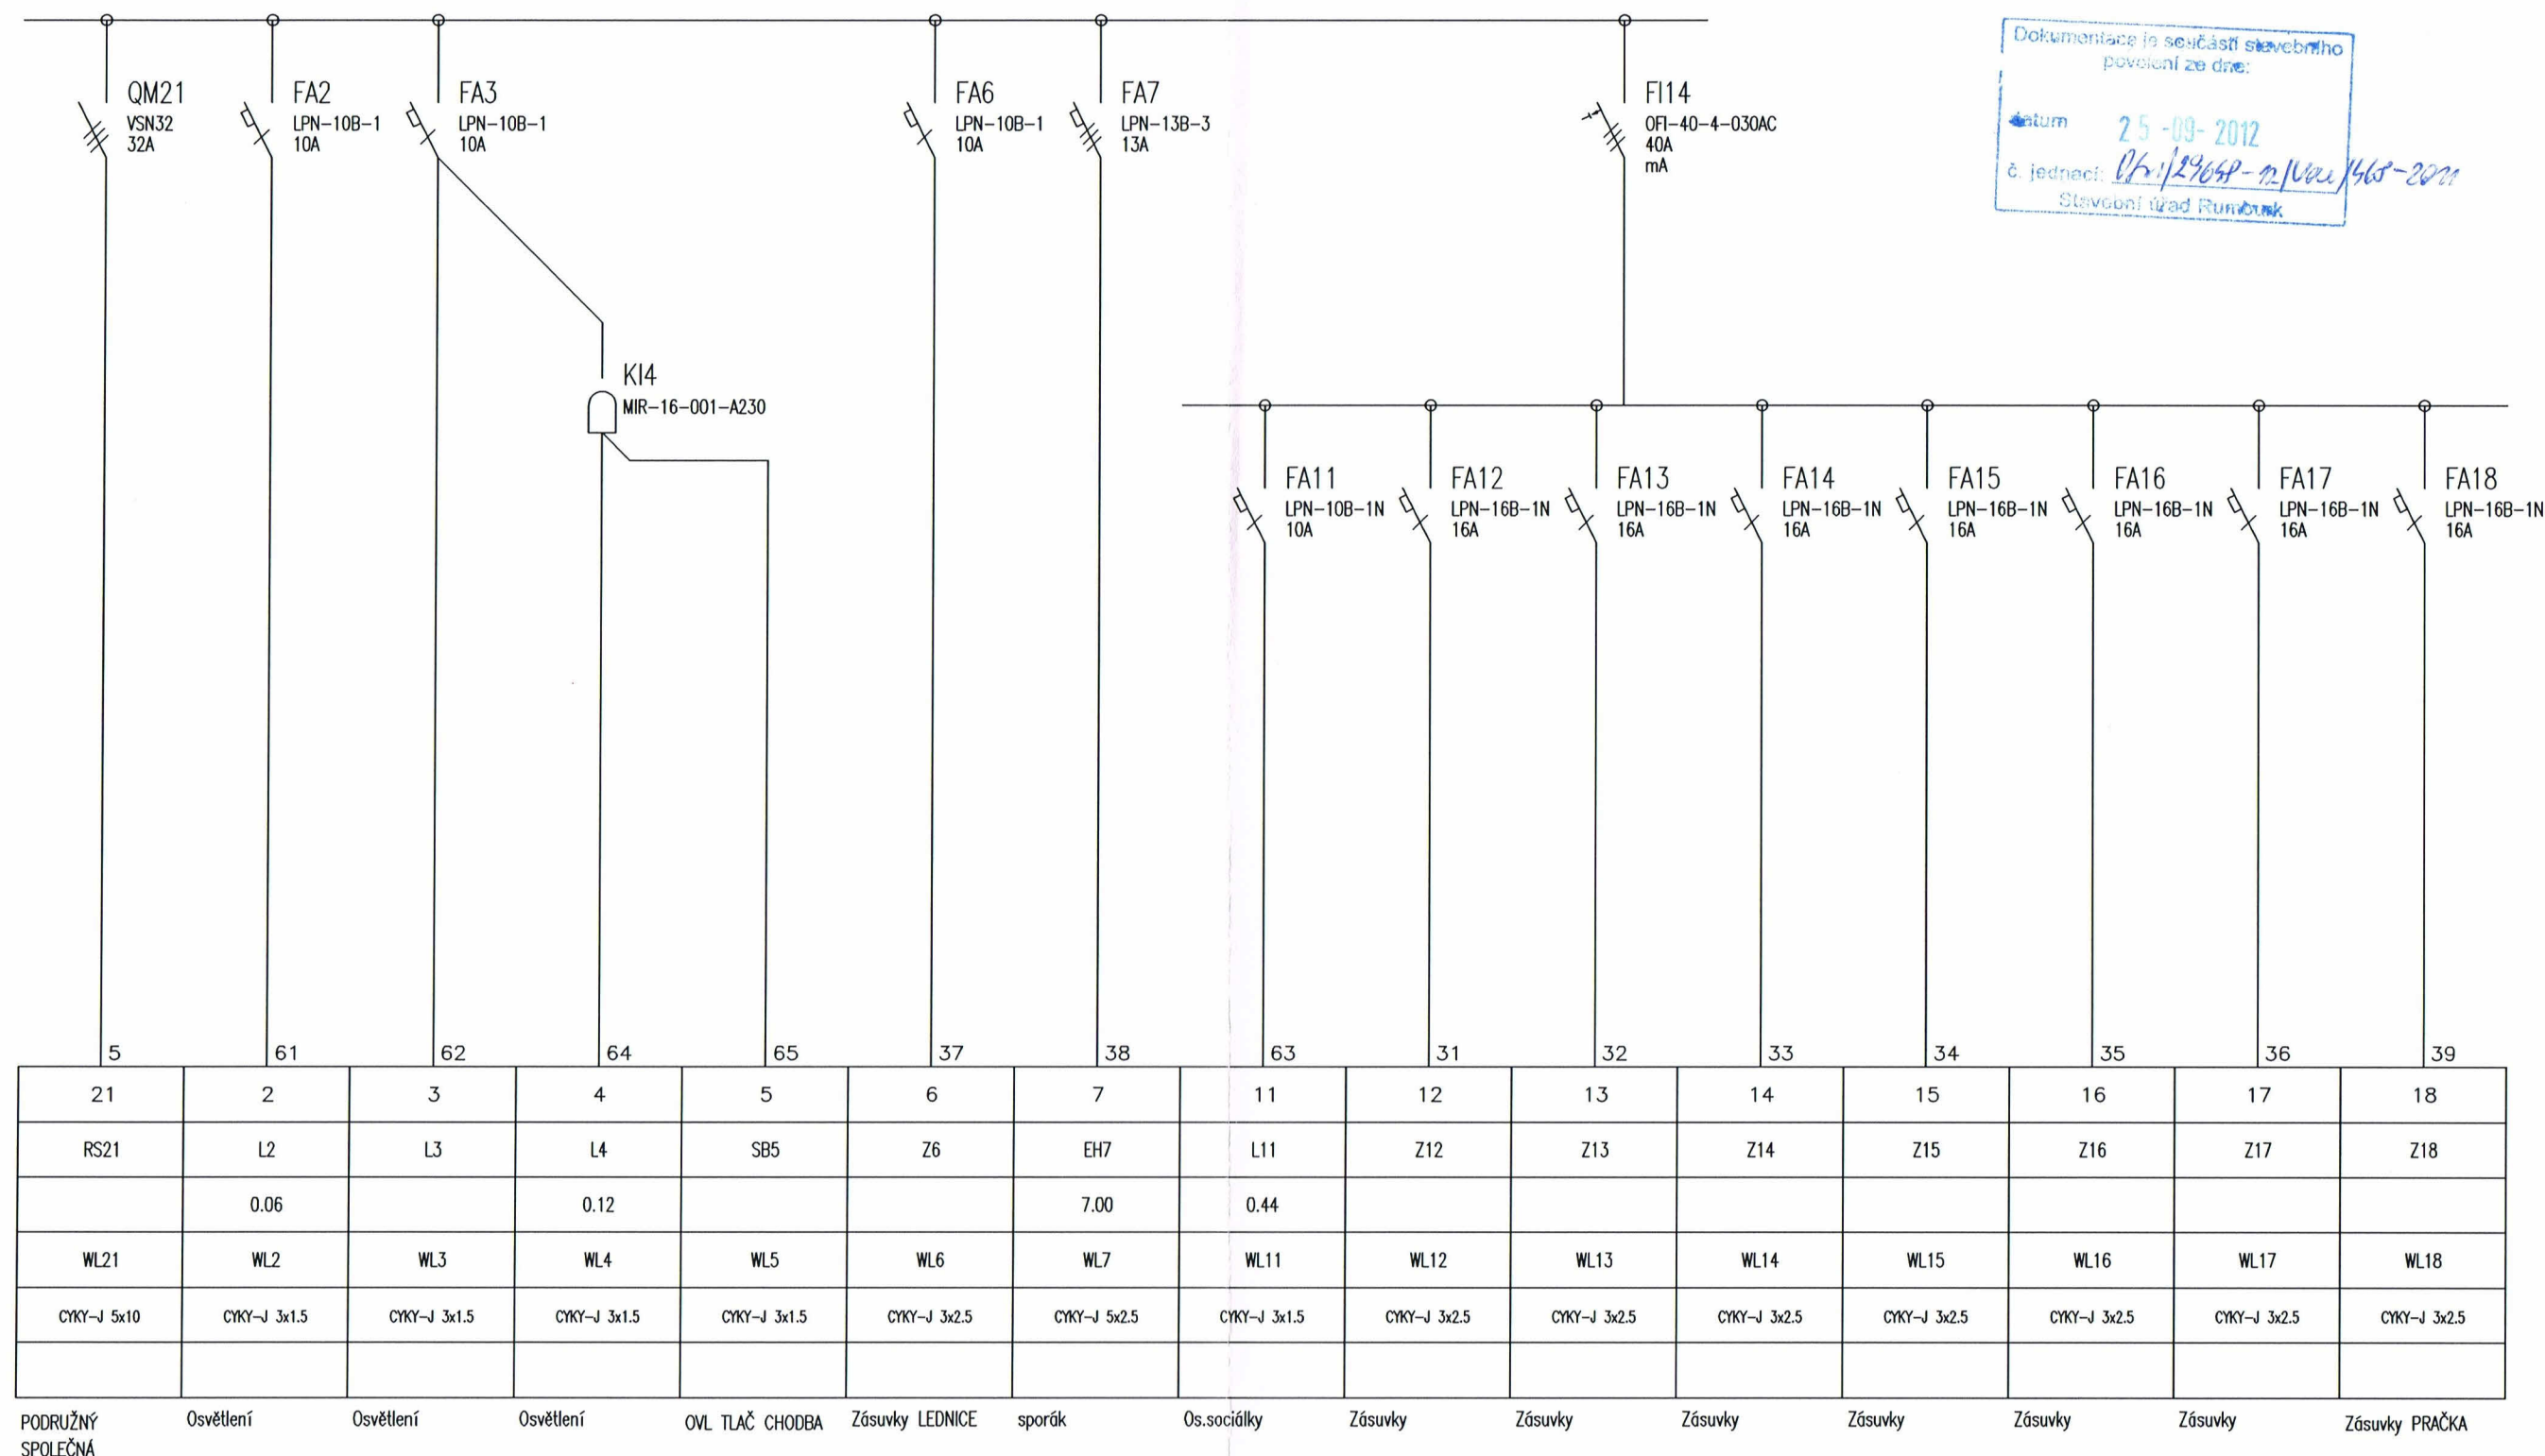 QM21
VSN32
32A
FA2
LPN-10B-1
10A
FA3
LPN-10B-1
10A
FA6
LPN-10B-1
10A
FA7
LPN-13B-3
13A
FI14
OFI-40-4-030AC
40A
mA
Dokumentace je součástí stavebního
povolení ze dne:
datum 25 -09- 2012
č. jednací:
Stavební úřad Rumburk
KI4
MIR-16-001-A230
FA11
LPN-10B-1N
10A
FA12
LPN-16B-1N
16A
FA13
LPN-16B-1N
16A
FA14
LPN-16B-1N
16A
FA15
LPN-16B-1N
16A
FA16
LPN-16B-1N
16A
FA17
LPN-16B-1N
16A
FA18
LPN-16B-1N
16A
5 61 62 64 65 37 38 63 31 32 33 34 35 36 39
21 2 3 4 5 6 7 11 12 13 14 15 16 17 18
RS21 L2 L3 L4 SB5 Z6 EH7 L11 Z12 Z13 Z14 Z15 Z16 Z17 Z18
0.06 0.12 7.00 0.44
WL21 WL2 WL3 WL4 WL5 WL6 WL7 WL11 WL12 WL13 WL14 WL15 WL16 WL17 WL18
CYKY-J 5x10 CYKY-J 3x1.5 CYKY-J 3x1.5 CYKY-J 3x1.5 CYKY-J 3x1.5 CYKY-J 3x2.5 CYKY-J 5x2.5 CYKY-J 3x1.5 CYKY-J 3x2.5 CYKY-J 3x2.5 CYKY-J 3x2.5 CYKY-J 3x2.5 CYKY-J 3x2.5 CYKY-J 3x2.5 CYKY-J 3x2.5
PODRUŽNÝ Osvětlení Osvětlení Osvětlení OVL TLAČ CHODBA Zásuvky LEDNICE sporák Os.sociálky Zásuvky Zásuvky Zásuvky Zásuvky Zásuvky Zásuvky Zásuvky PRAČKA
SPOLEČNÁ